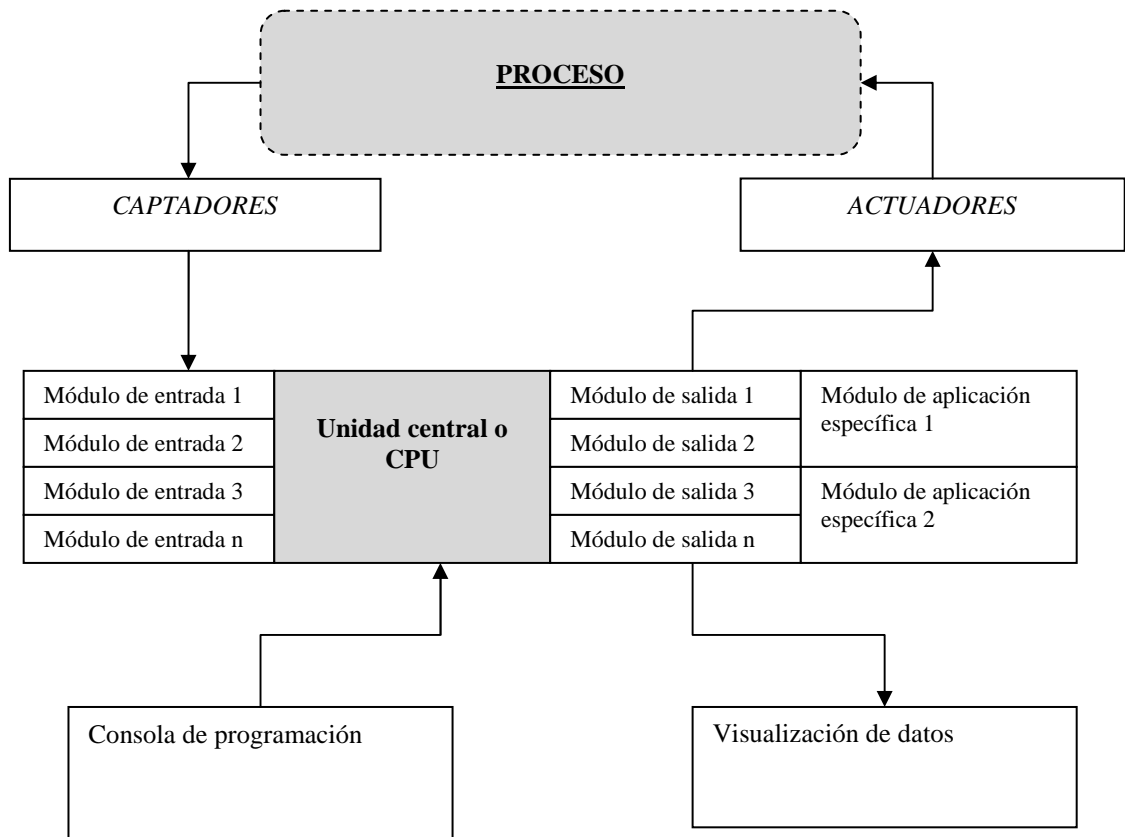 PROCESO
CAPTADORES
ACTUADORES
Módulo de entrada 1
Módulo de entrada 2
Módulo de entrada 3
Módulo de entrada n
Unidad central o
CPU
Módulo de salida 1
Módulo de salida 2
Módulo de salida 3
Módulo de salida n
Módulo de aplicación
específica 1
Módulo de aplicación
específica 2
Consola de programación
Visualización de datos